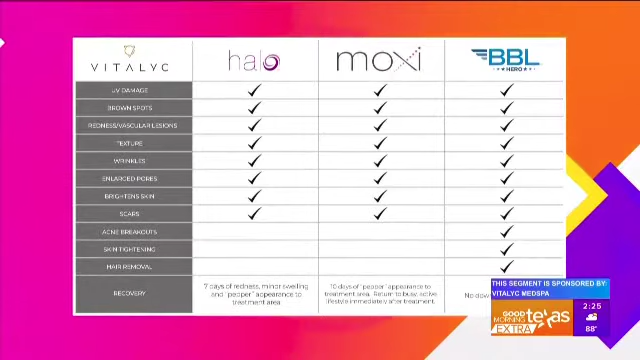 VITALYC
halo
moxi
BBL
HERO
UV DAMAGE
BROWN SPOTS
REDNESS/VASCULAR LESIONS
TEXTURE
WRINKLES
ENLARGED PORES
BRIGHTENS SKIN
SCARS
ACNE BREAKOUTS
SKIN TIGHTENING
HAIR REMOVAL
RECOVERY
7 days of redness, minor swelling
and "pepper" appearance to
treatment area
10 days of "pepper" appearance to
treatment area. Return to busy, active
lifestyle immediately after treatment.
No dow
THIS SEGMENT IS SPONSORED BY:
VITALYC MEDSPA
GOOD
MORNING
texas
EXTRA
2:25
88°